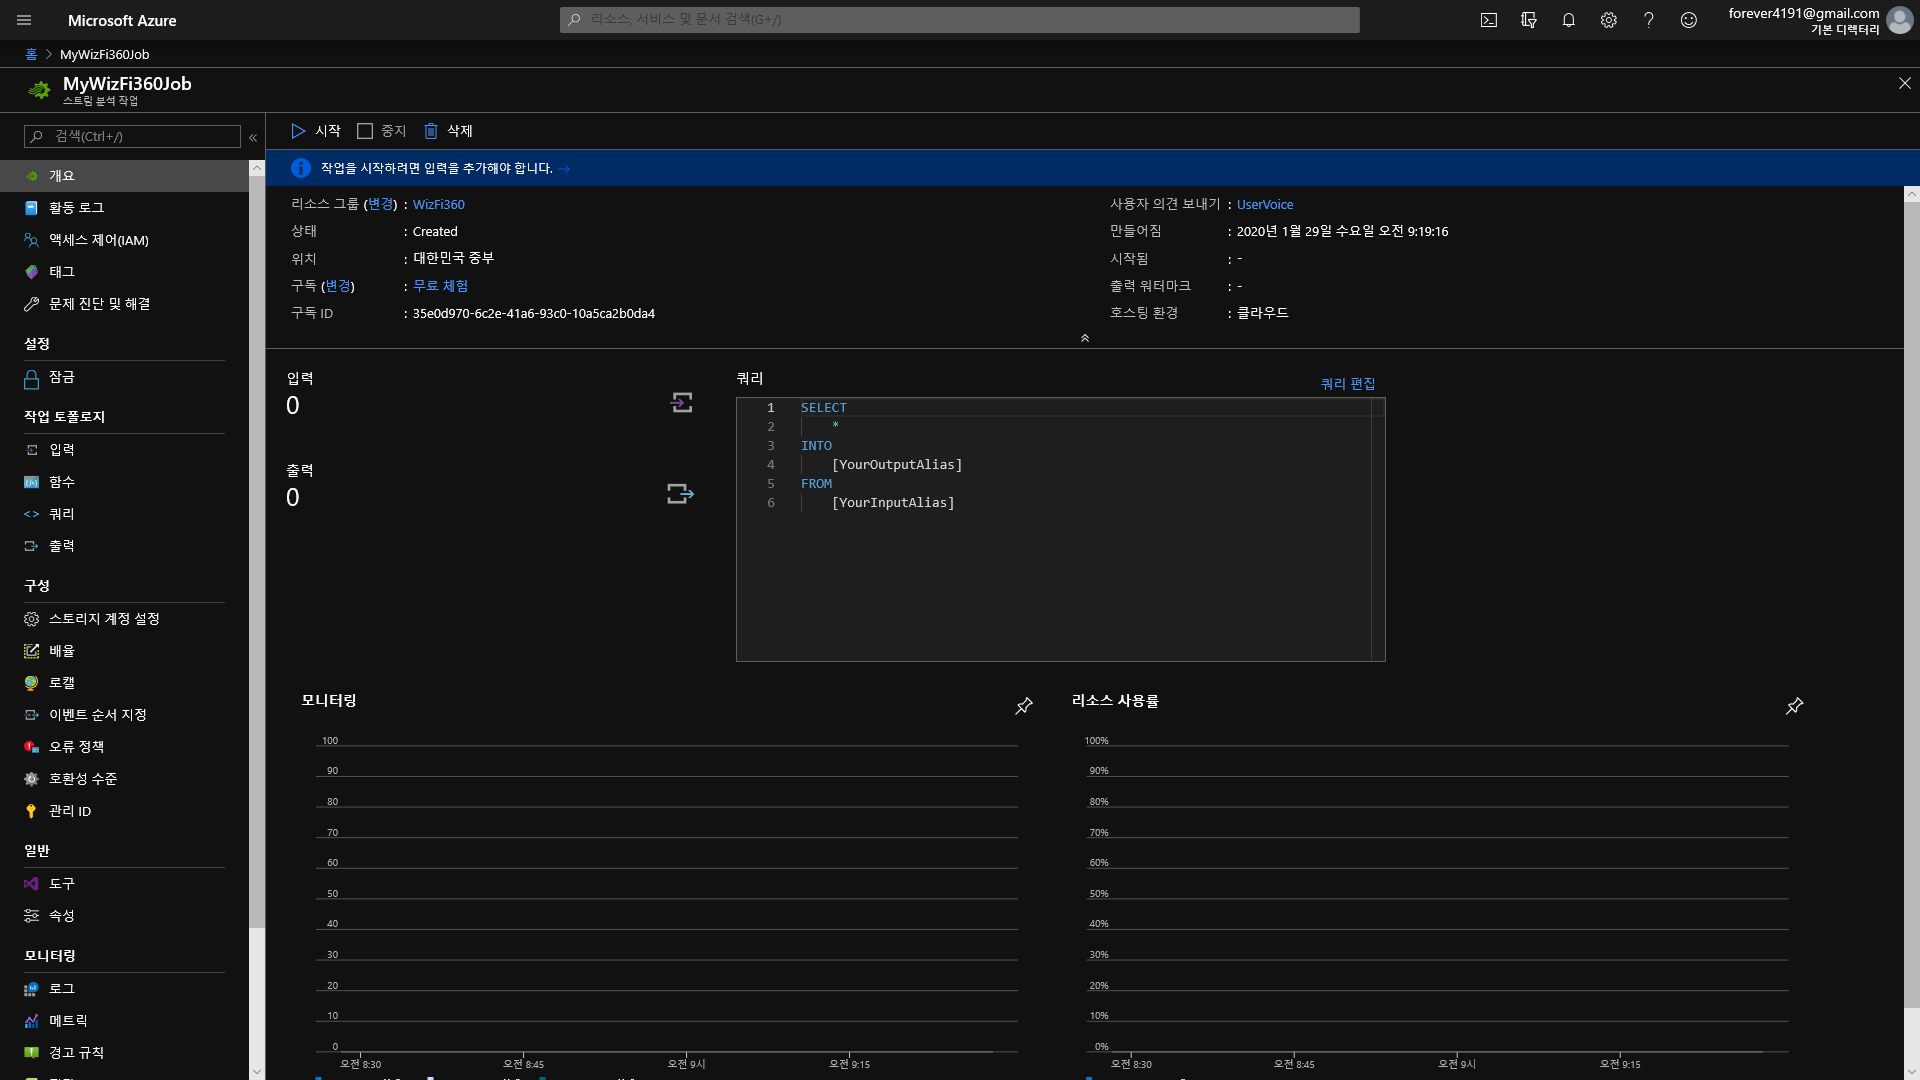 Microsoft Azure
리소스, 서비스 및 문서 검색(G+/)
forever4191@gmail.com
기본 디렉터리
홈 > MyWizFi360Job
MyWizFi360Job
스트림 분석 작업
검색(Ctrl+/)
«
개요
활동 로그
액세스 제어(IAM)
태그
문제 진단 및 해결
설정
잠금
작업 토폴로지
입력
함수
쿼리
출력
구성
스토리지 계정 설정
배율
로캘
이벤트 순서 지정
오류 정책
호환성 수준
관리 ID
일반
도구
속성
모니터링
로그
메트릭
경고 규칙
시작 중지 삭제
작업을 시작하려면 입력을 추가해야 합니다. →
리소스 그룹 (변경) : WizFi360
상태 : Created
위치 : 대한민국 중부
구독 (변경) : 무료 체험
구독 ID : 35e0d970-6c2e-41a6-93c0-10a5ca2b0da4
사용자 의견 보내기 : UserVoice
만들어짐 : 2020년 1월 29일 수요일 오전 9:19:16
시작됨 : -
출력 워터마크 : -
호스팅 환경 : 클라우드
입력
0
출력
0
쿼리
쿼리 편집
1 SELECT
2 *
3 INTO
4 [YourOutputAlias]
5 FROM
6 [YourInputAlias]
모니터링
100
90
80
70
60
50
40
30
20
10
0
오전 8:30 오전 8:45 오전 9시 오전 9:15
리소스 사용률
100%
90%
80%
70%
60%
50%
40%
30%
20%
10%
0%
오전 8:30 오전 8:45 오전 9시 오전 9:15